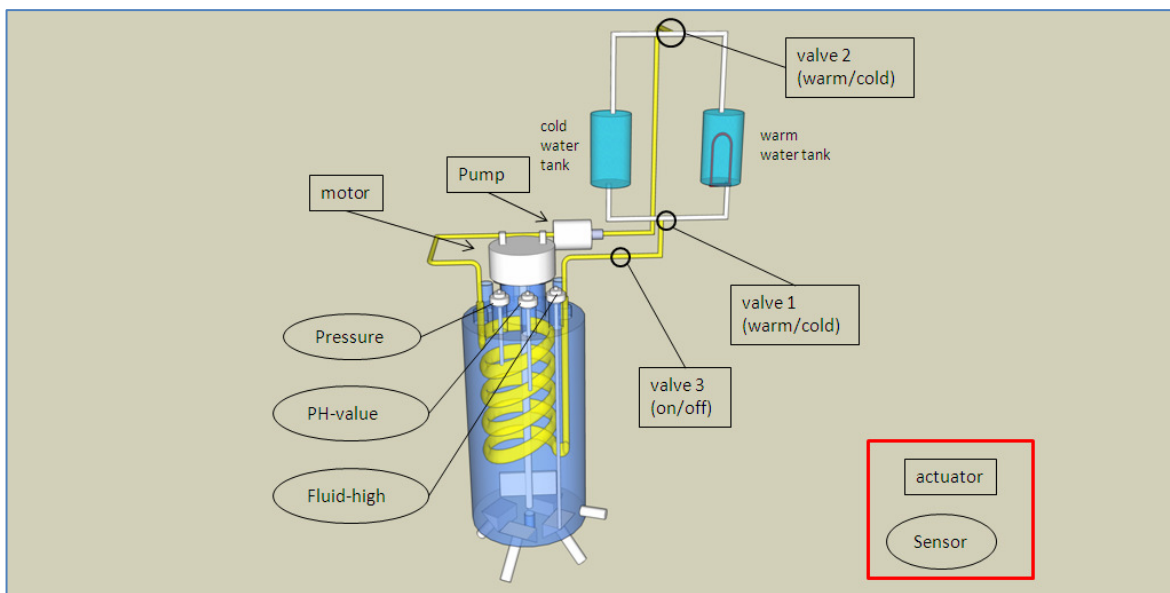 valve 2
(warm/cold)
cold
water
tank
warm
water tank
Pump
motor
valve 1
(warm/cold)
Pressure
valve 3
(on/off)
PH-value
Fluid-high
actuator
Sensor